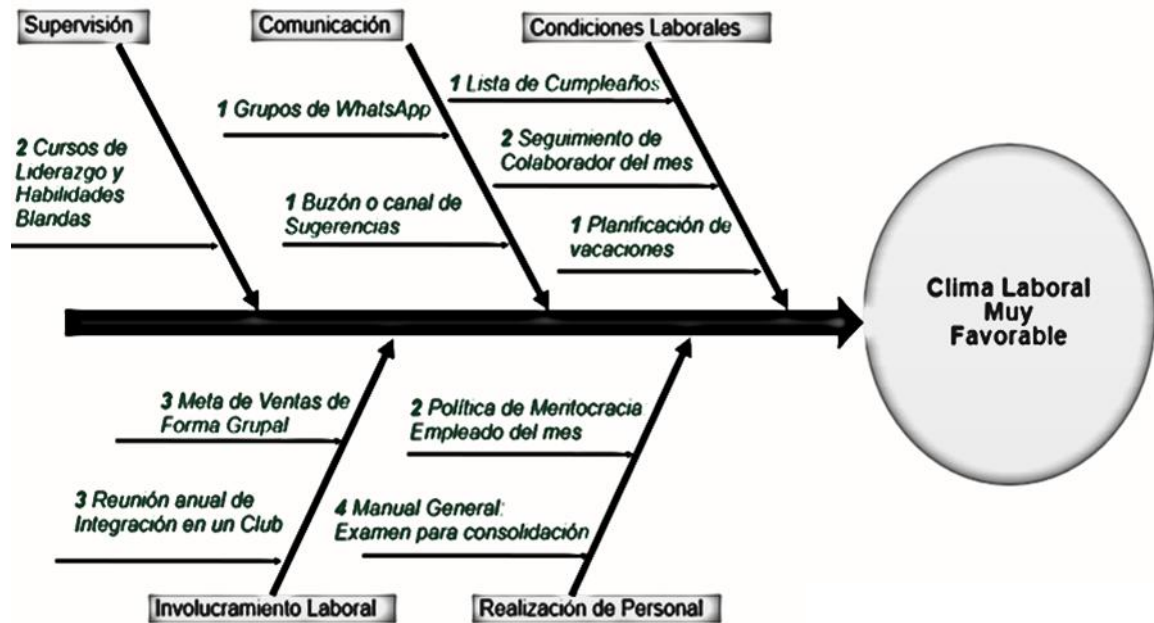 Supervisión
Comunicación
Condiciones Laborales
1 Lista de Cumpleaños
1 Grupos de WhatsApp
2 Seguimiento de
Colaborador del mes
2 Cursos de
Liderazgo y
Habilidades
Blandas
1 Buzón o canal de
Sugerencias
1 Planificación de
vacaciones
Clima Laboral
Muy
Favorable
3 Meta de Ventas de
Forma Grupal
2 Política de Meritocracia
Empleado del mes
3 Reunión anual de
Integración en un Club
4 Manual General:
Examen para consolidación
Involucramiento Laboral
Realización de Personal